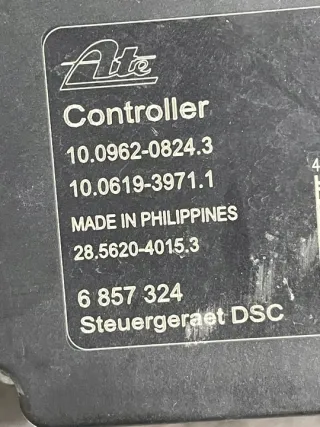 Ate
Controller
10.0962-0824.3
10.0619-3971.1
MADE IN PHILIPPINES
28.5620-4015.3
6 857 324
Steuergeraet DSC
4